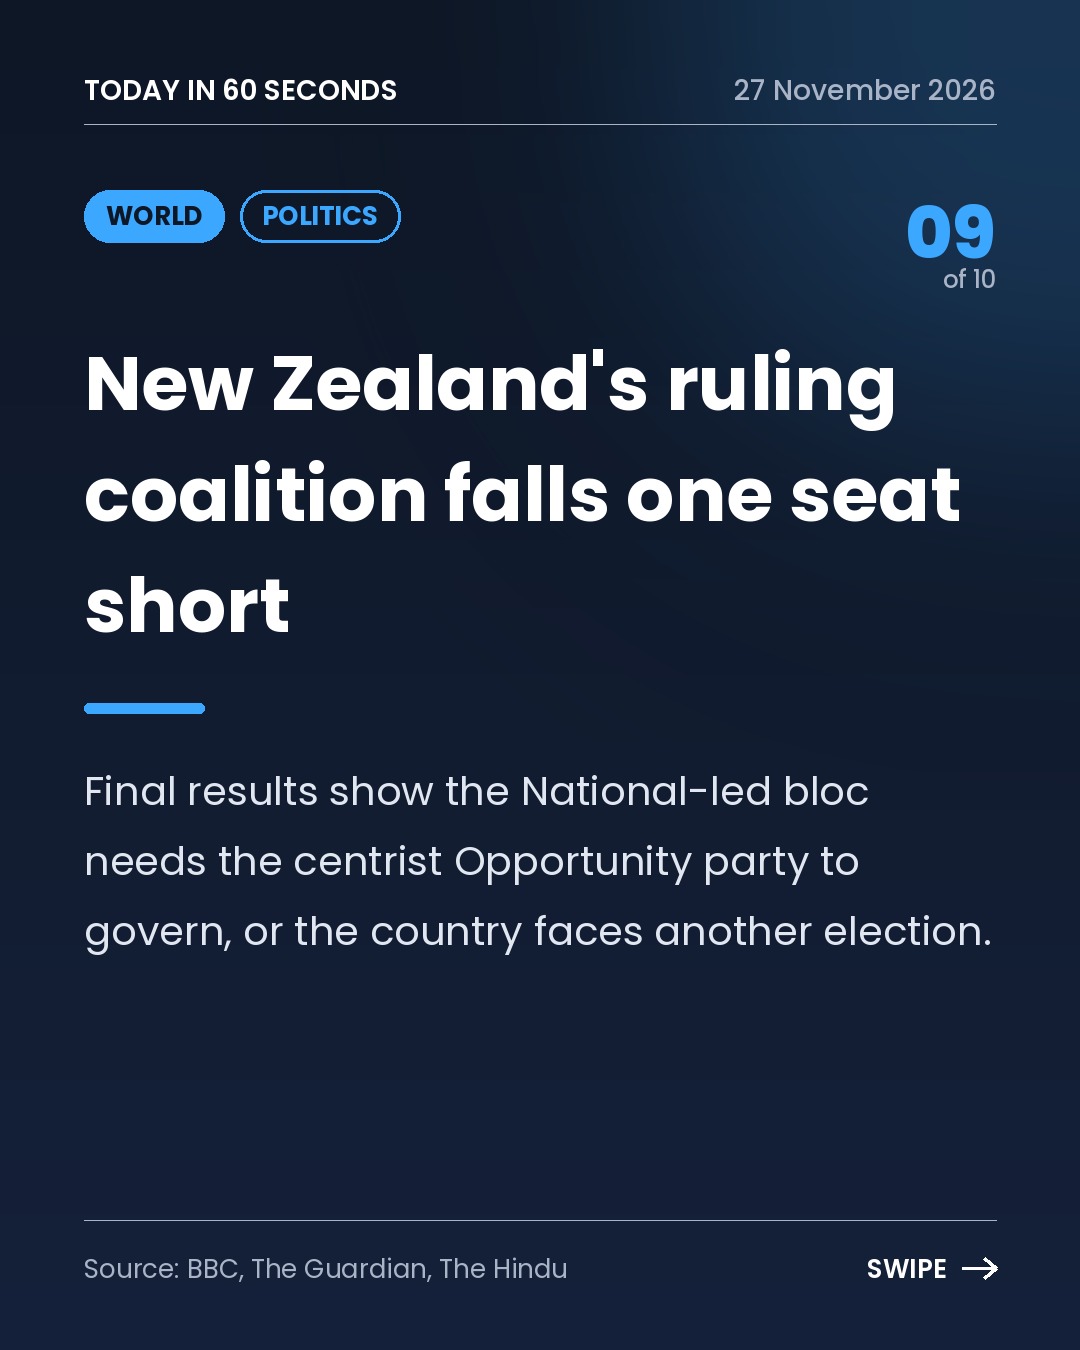 TODAY IN 60 SECONDS
27 November 2026
WORLD
POLITICS
09
of 10
New Zealand's ruling
coalition falls one seat
short
Final results show the National-led bloc
needs the centrist Opportunity party to
govern, or the country faces another election.
Source: BBC, The Guardian, The Hindu
SWIPE →